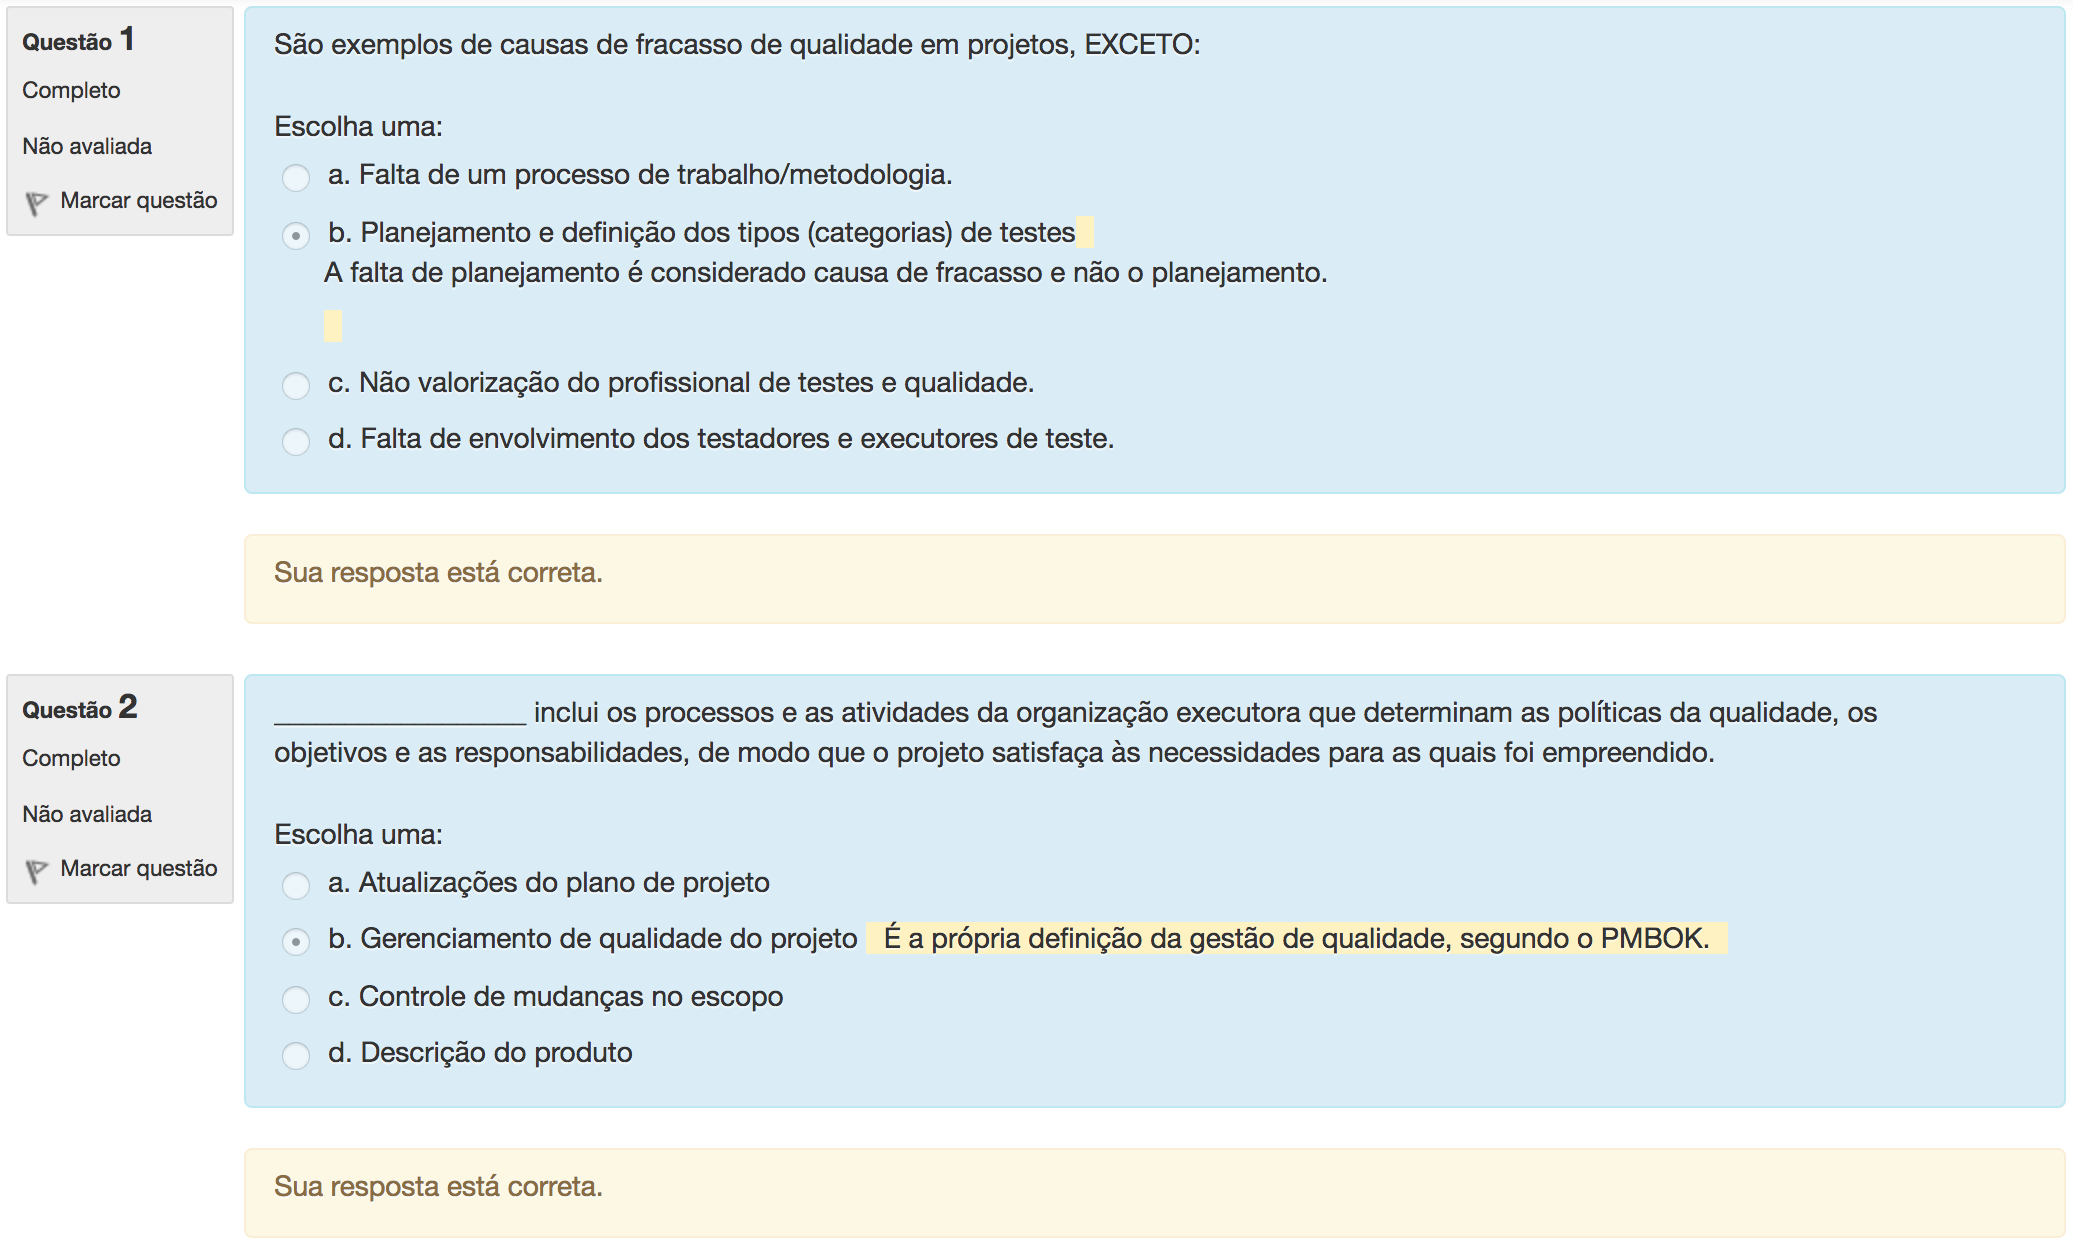 Questão 1
Completo
Não avaliada
Marcar questão
São exemplos de causas de fracasso de qualidade em projetos, EXCETO:
Escolha uma:
a. Falta de um processo de trabalho/metodologia.
b. Planejamento e definição dos tipos (categorias) de testes
A falta de planejamento é considerado causa de fracasso e não o planejamento.
c. Não valorização do profissional de testes e qualidade.
d. Falta de envolvimento dos testadores e executores de teste.
Sua resposta está correta.
Questão 2
Completo
Não avaliada
Marcar questão
__________________ inclui os processos e as atividades da organização executora que determinam as políticas da qualidade, os
objetivos e as responsabilidades, de modo que o projeto satisfaça às necessidades para as quais foi empreendido.
Escolha uma:
a. Atualizações do plano de projeto
b. Gerenciamento de qualidade do projeto É a própria definição da gestão de qualidade, segundo o PMBOK.
c. Controle de mudanças no escopo
d. Descrição do produto
Sua resposta está correta.